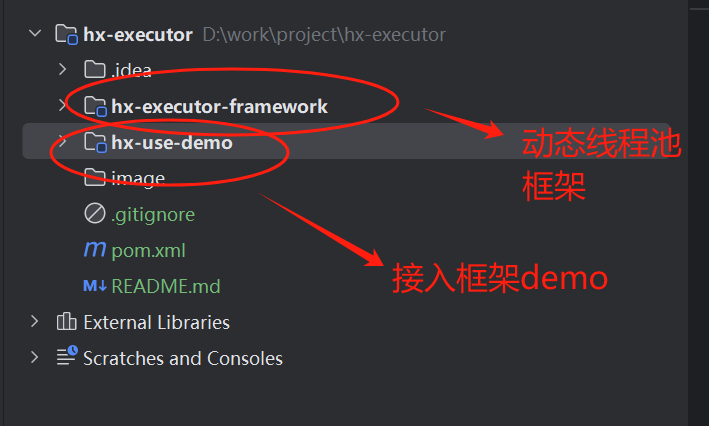 hx-executor D:\work\project\hx-executor
.idea
hx-executor-framework
hx-use-demo
image
.gitignore
m pom.xml
M↓ README.md
External Libraries
Scratches and Consoles
动态线程池
框架
接入框架demo